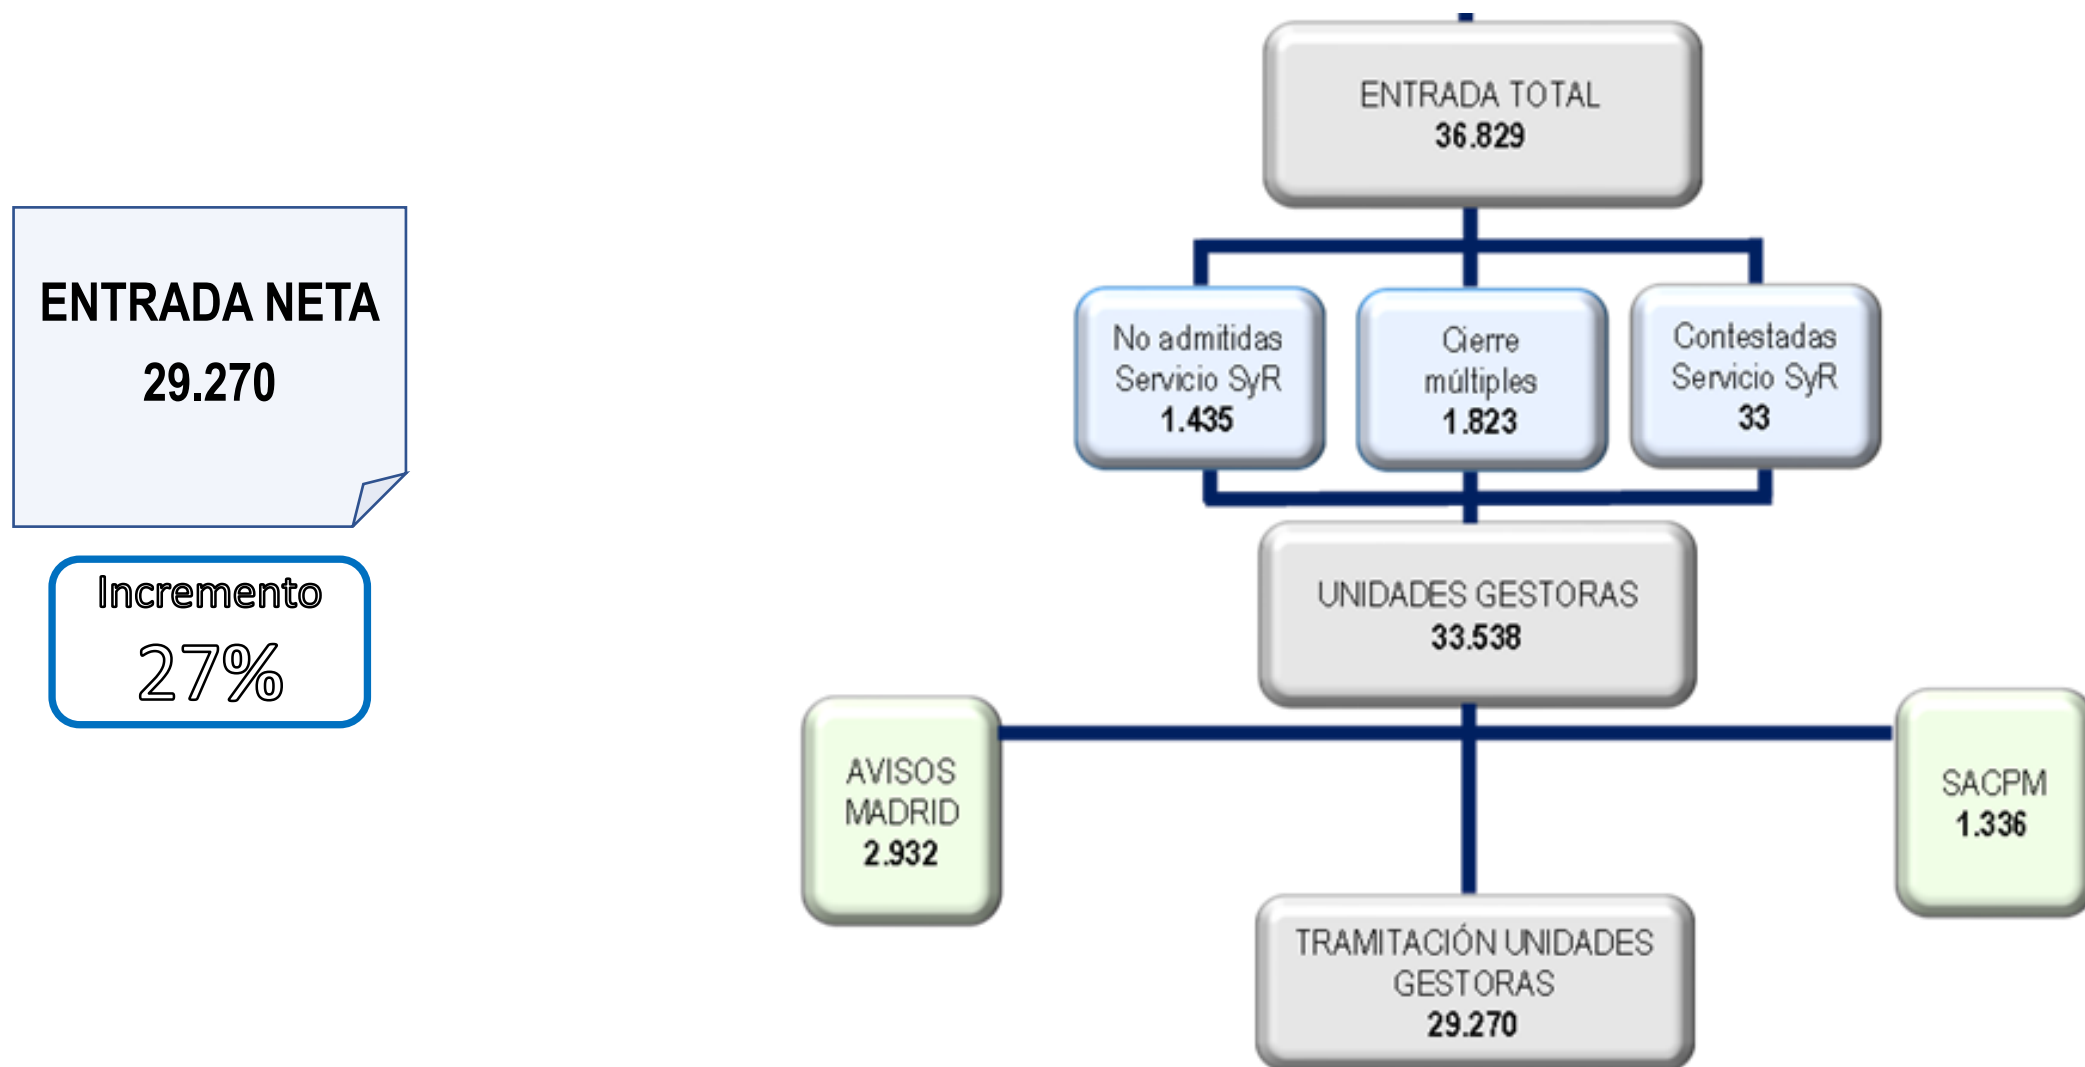 ENTRADA NETA
29.270
Incremento
27%
ENTRADA TOTAL
36.829
No admitidas
Servicio SyR
1.435
Cierre
múltiples
1.823
Contestadas
Servicio SyR
33
UNIDADES GESTORAS
33.538
AVISOS
MADRID
2.932
SACPM
1.336
TRAMITACIÓN UNIDADES
GESTORAS
29.270